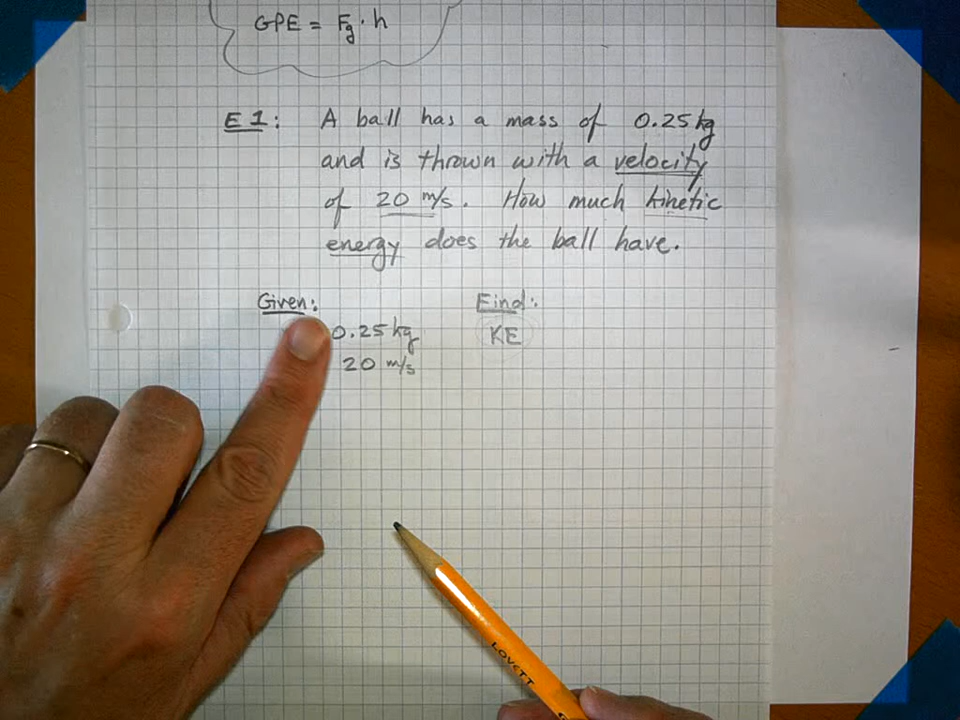 GPE = Fg · h
E1: A ball has a mass of 0.25 kg
and is thrown with a velocity
of 20 m/s. How much kinetic
energy does the ball have.
Given: Find:
0.25 kg KE
20 m/s
LOVETT